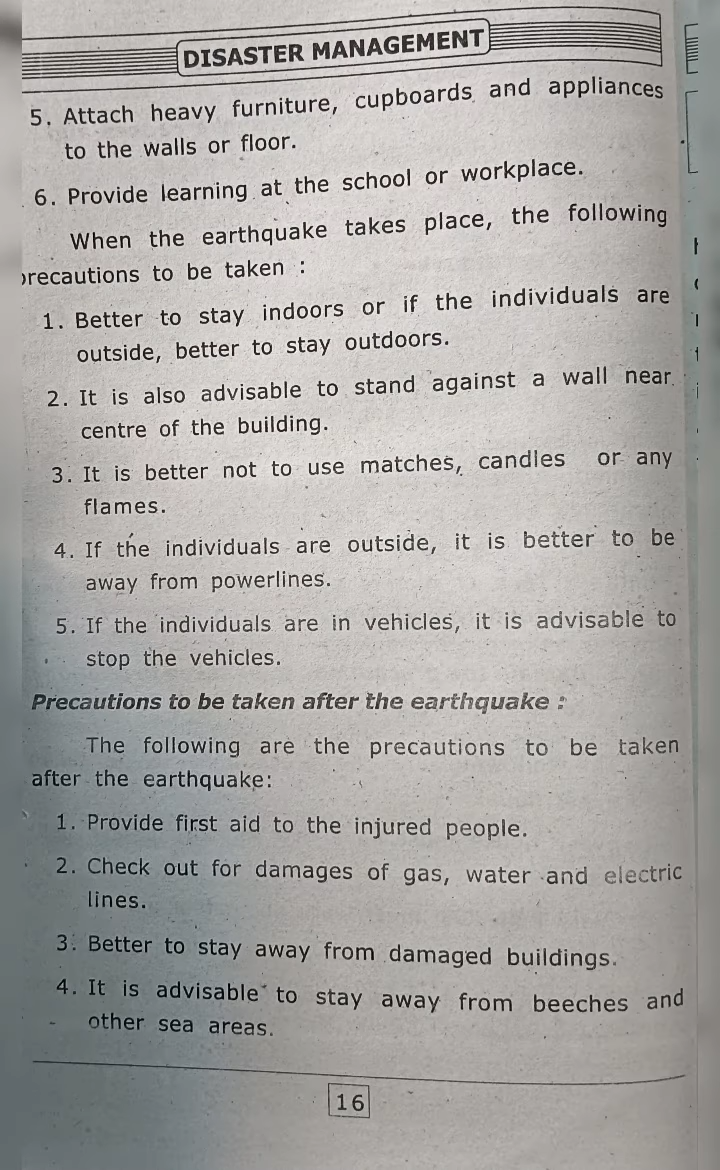 DISASTER MANAGEMENT
5. Attach heavy furniture, cupboards and appliances
to the walls or floor.
6. Provide learning at the school or workplace.
When the earthquake takes place, the following
precautions to be taken :
1. Better to stay indoors or if the individuals are
outside, better to stay outdoors.
2. It is also advisable to stand against a wall near
centre of the building.
3. It is better not to use matches, candles or any
flames.
4. If the individuals are outside, it is better to be
away from powerlines.
5. If the individuals are in vehicles, it is advisable to
stop the vehicles.
Precautions to be taken after the earthquake :
The following are the precautions to be taken
after the earthquake:
1. Provide first aid to the injured people.
2. Check out for damages of gas, water and electric
lines.
3. Better to stay away from damaged buildings.
4. It is advisable to stay away from beeches and
other sea areas.
16